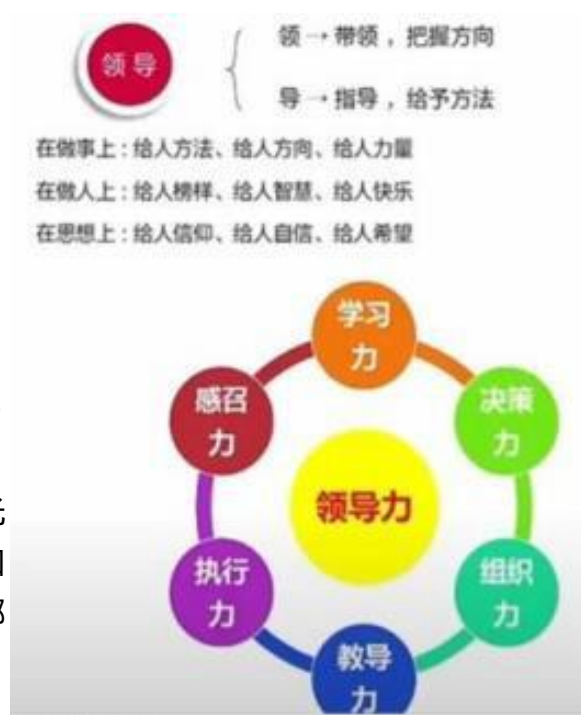 领导
领→带领，把握方向
导→指导，给予方法
在做事上：给人方法、给人方向、给人力量
在做人上：给人榜样、给人智慧、给人快乐
在思想上：给人信仰、给人自信、给人希望
学习
力
决策
力
组织
力
教导
力
执行
力
感召
力
领导力